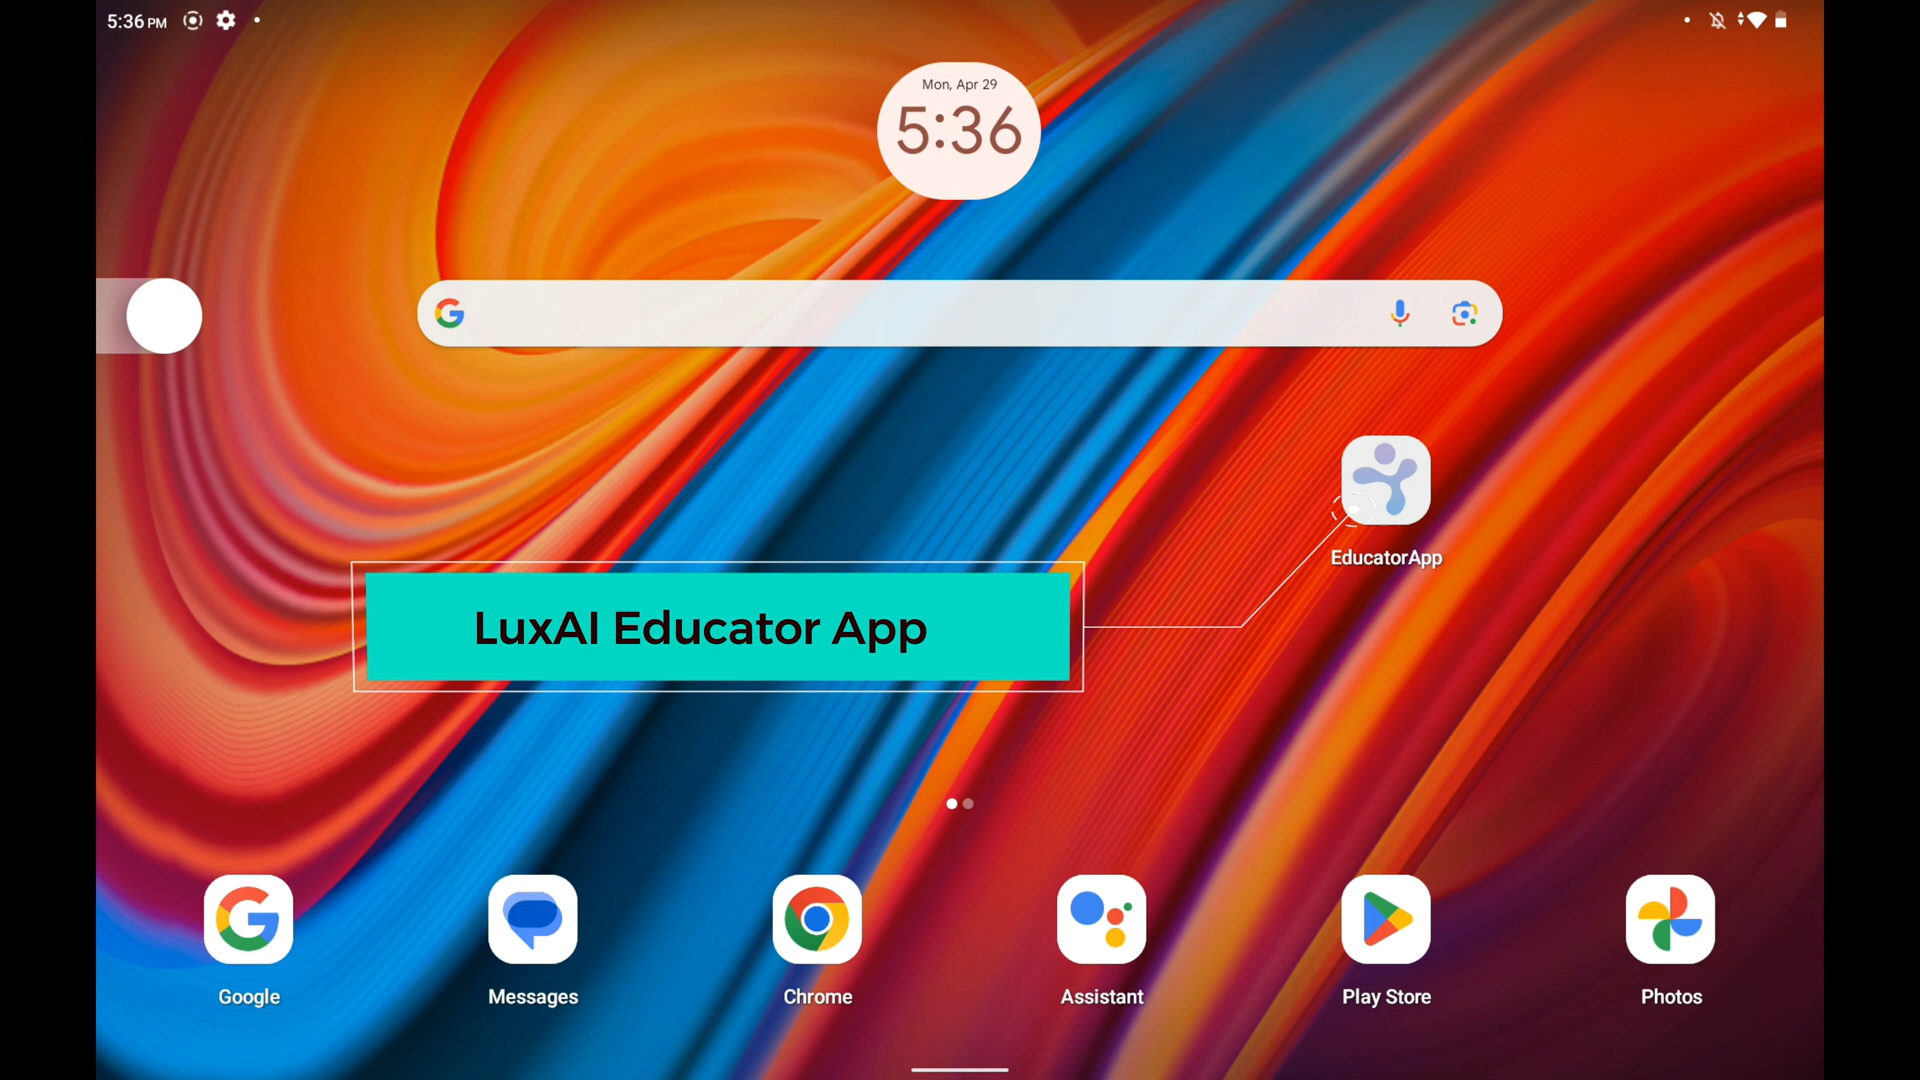 5:36 PM
Mon, Apr 29
5:36
EducatorApp
LuxAI Educator App
Google
Messages
Chrome
Assistant
Play Store
Photos